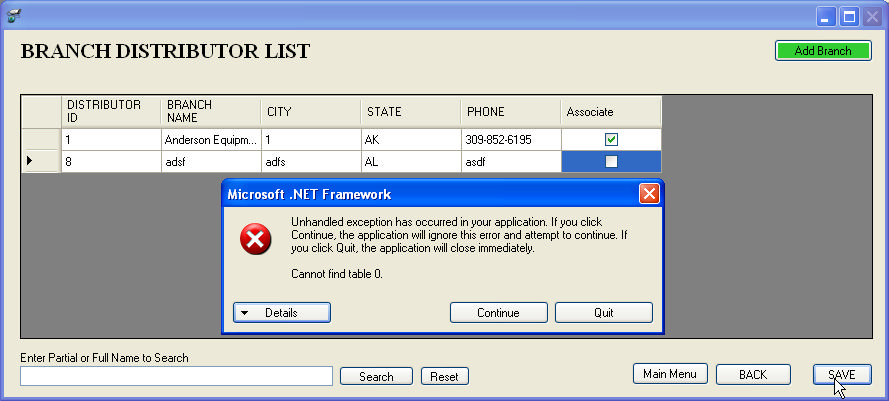 BRANCH DISTRIBUTOR LIST
Add Branch
DISTRIBUTOR ID
BRANCH NAME
CITY
STATE
PHONE
Associate
1 Anderson Equipm... 1 AK 309-852-6195
8 adsf adfs AL asdf
Microsoft .NET Framework
Unhandled exception has occurred in your application. If you click
Continue, the application will ignore this error and attempt to continue. If
you click Quit, the application will close immediately.
Cannot find table 0.
Details Continue Quit
Enter Partial or Full Name to Search
Search Reset Main Menu BACK SAVE